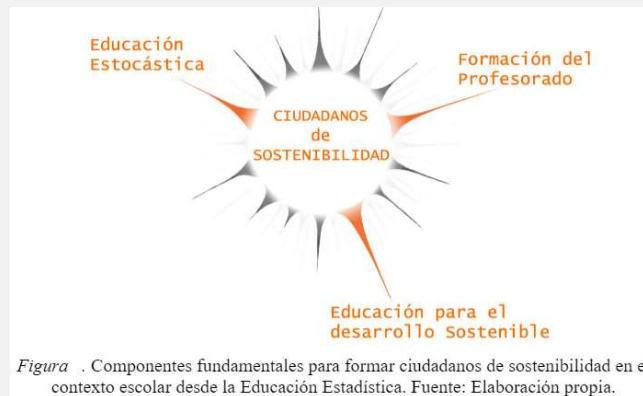 Educación
Estocástica
Formación del
Profesorado
CIUDADANOS
de
SOSTENIBILIDAD
Educación para el
desarrollo Sostenible
Figura . Componentes fundamentales para formar ciudadanos de sostenibilidad en e
contexto escolar desde la Educación Estadística. Fuente: Elaboración propia.